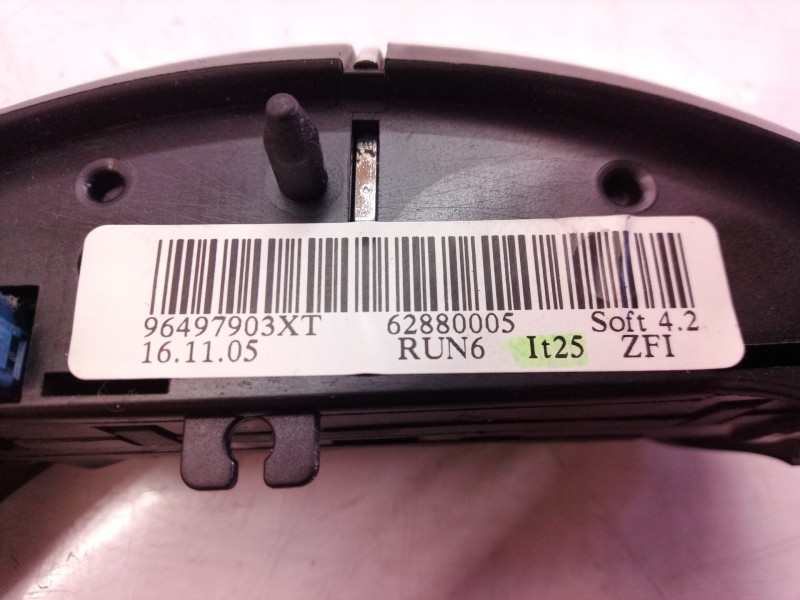 96497903XT 62880005 Soft 4.2
16.11.05 RUN6 It25 ZFI